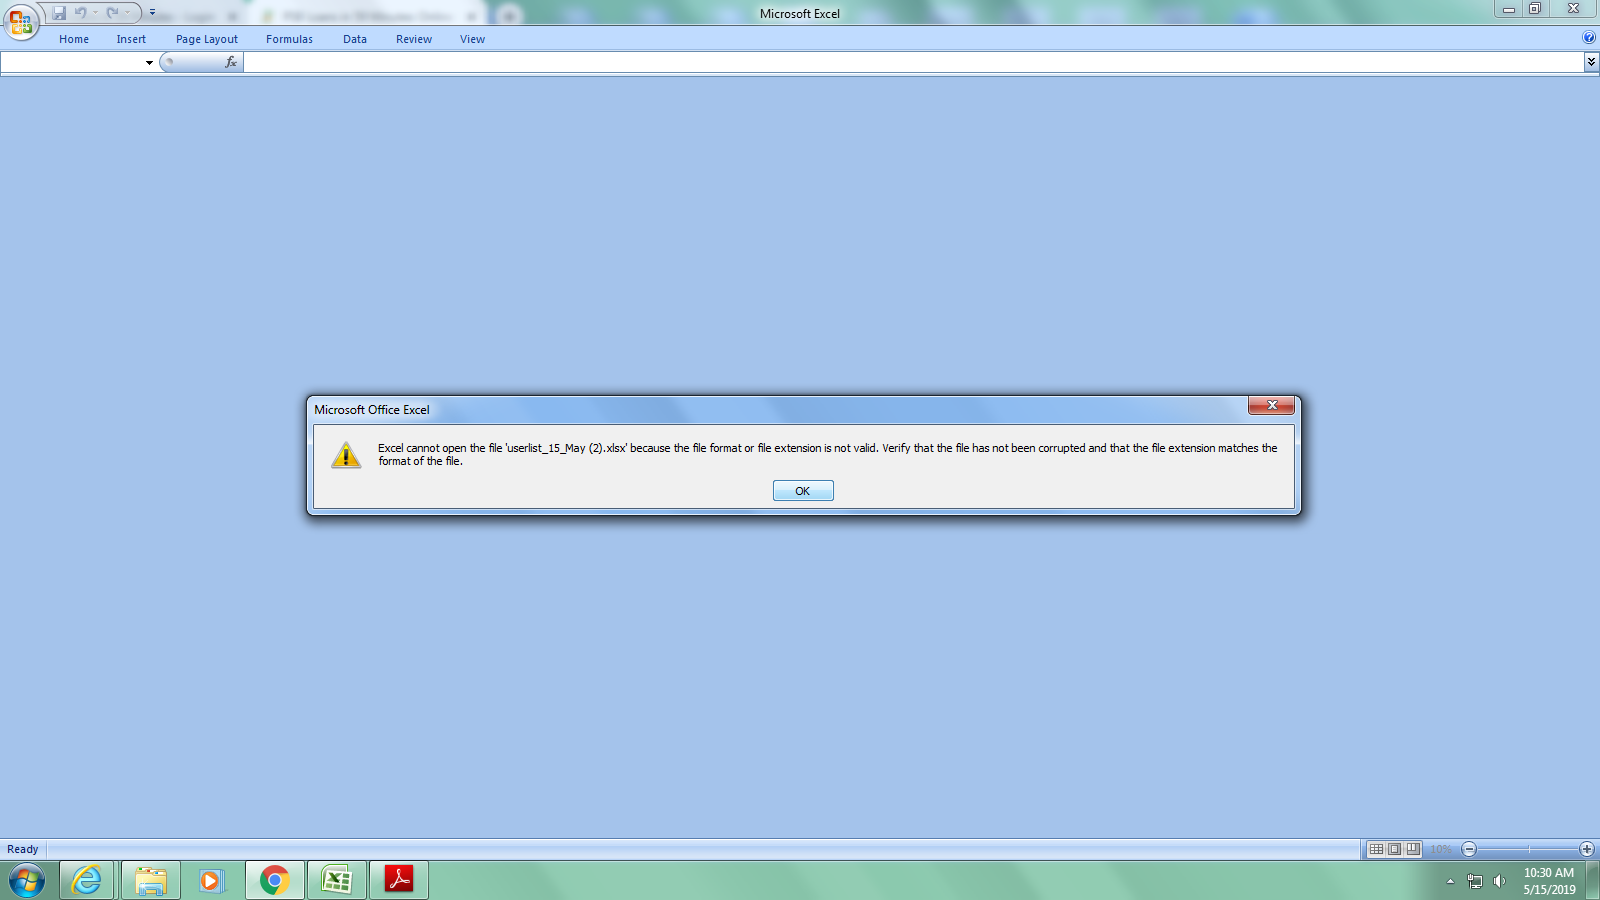 Microsoft Excel
Home Insert Page Layout Formulas Data Review View
fx
Microsoft Office Excel
Excel cannot open the file 'userlist_15_May (2).xlsx' because the file format or file extension is not valid. Verify that the file has not been corrupted and that the file extension matches the
format of the file.
OK
Ready
10%
10:30 AM
5/15/2019